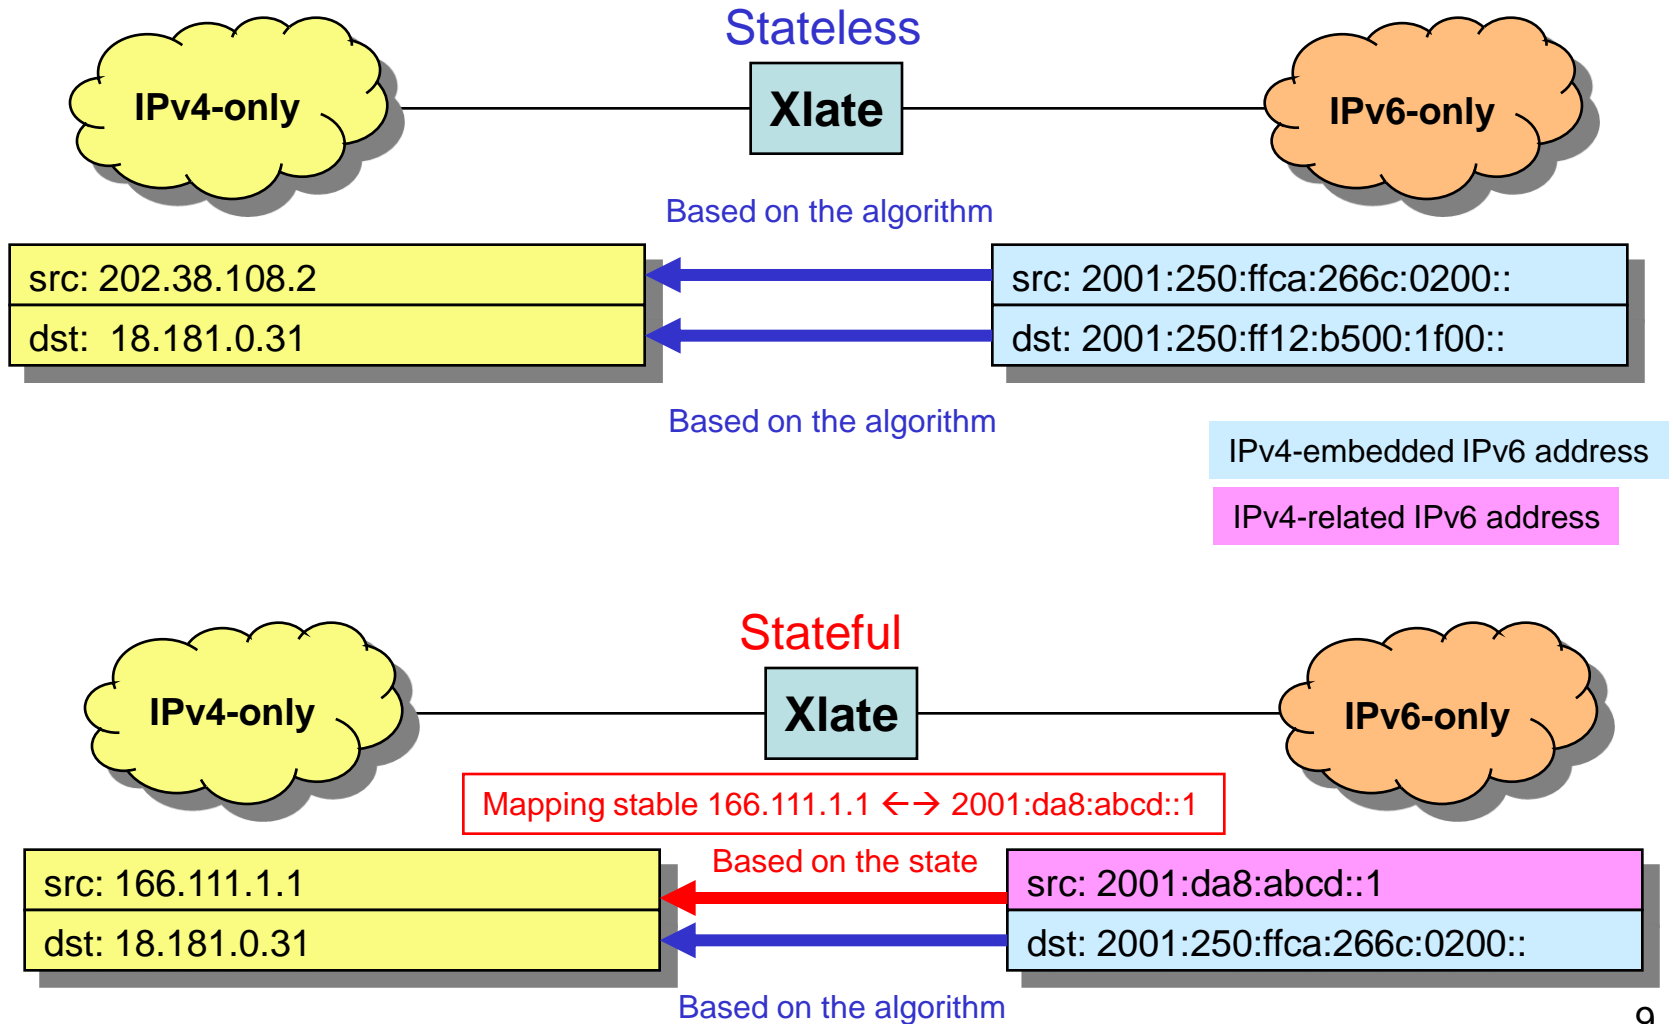 Stateless
IPv4-only
Xlate
IPv6-only
Based on the algorithm
src: 202.38.108.2
src: 2001:250:ffca:266c:0200::
dst: 18.181.0.31
dst: 2001:250:ff12:b500:1f00::
Based on the algorithm
IPv4-embedded IPv6 address
IPv4-related IPv6 address
Stateful
IPv4-only
Xlate
IPv6-only
Mapping stable 166.111.1.1 ←→ 2001:da8:abcd::1
Based on the state
src: 166.111.1.1
src: 2001:da8:abcd::1
dst: 18.181.0.31
dst: 2001:250:ffca:266c:0200::
Based on the algorithm
9